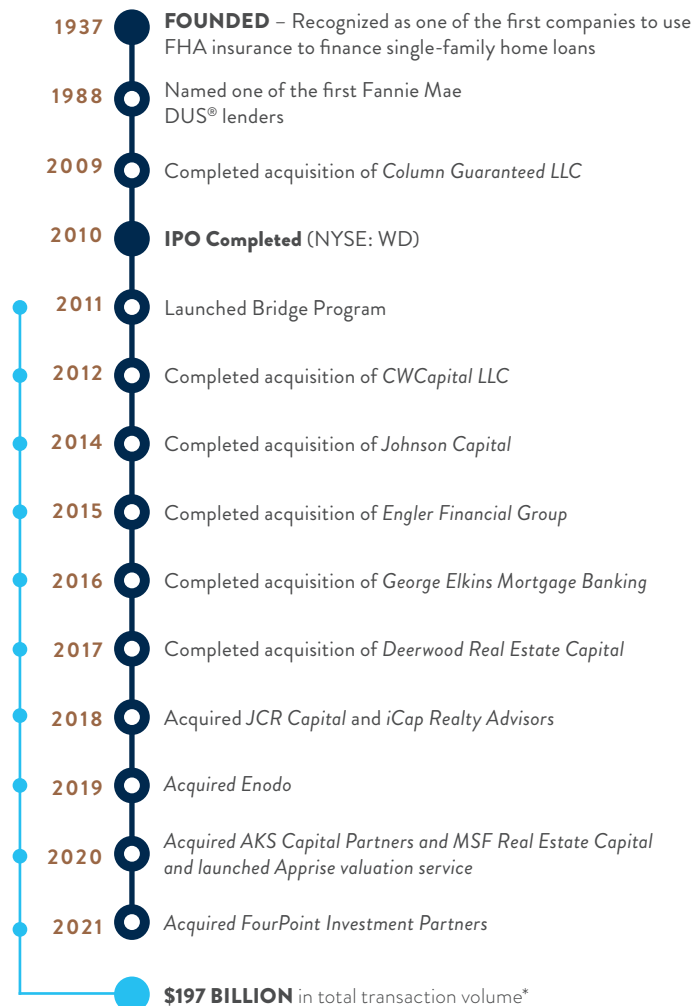 1937
FOUNDED – Recognized as one of the first companies to use
FHA insurance to finance single-family home loans
1988
Named one of the first Fannie Mae
DUS® lenders
2009
Completed acquisition of Column Guaranteed LLC
2010
IPO Completed (NYSE: WD)
2011
Launched Bridge Program
2012
Completed acquisition of CWCapital LLC
2014
Completed acquisition of Johnson Capital
2015
Completed acquisition of Engler Financial Group
2016
Completed acquisition of George Elkins Mortgage Banking
2017
Completed acquisition of Deerwood Real Estate Capital
2018
Acquired JCR Capital and iCap Realty Advisors
2019
Acquired Enodo
2020
Acquired AKS Capital Partners and MSF Real Estate Capital
and launched Apprise valuation service
2021
Acquired FourPoint Investment Partners
$197 BILLION in total transaction volume*